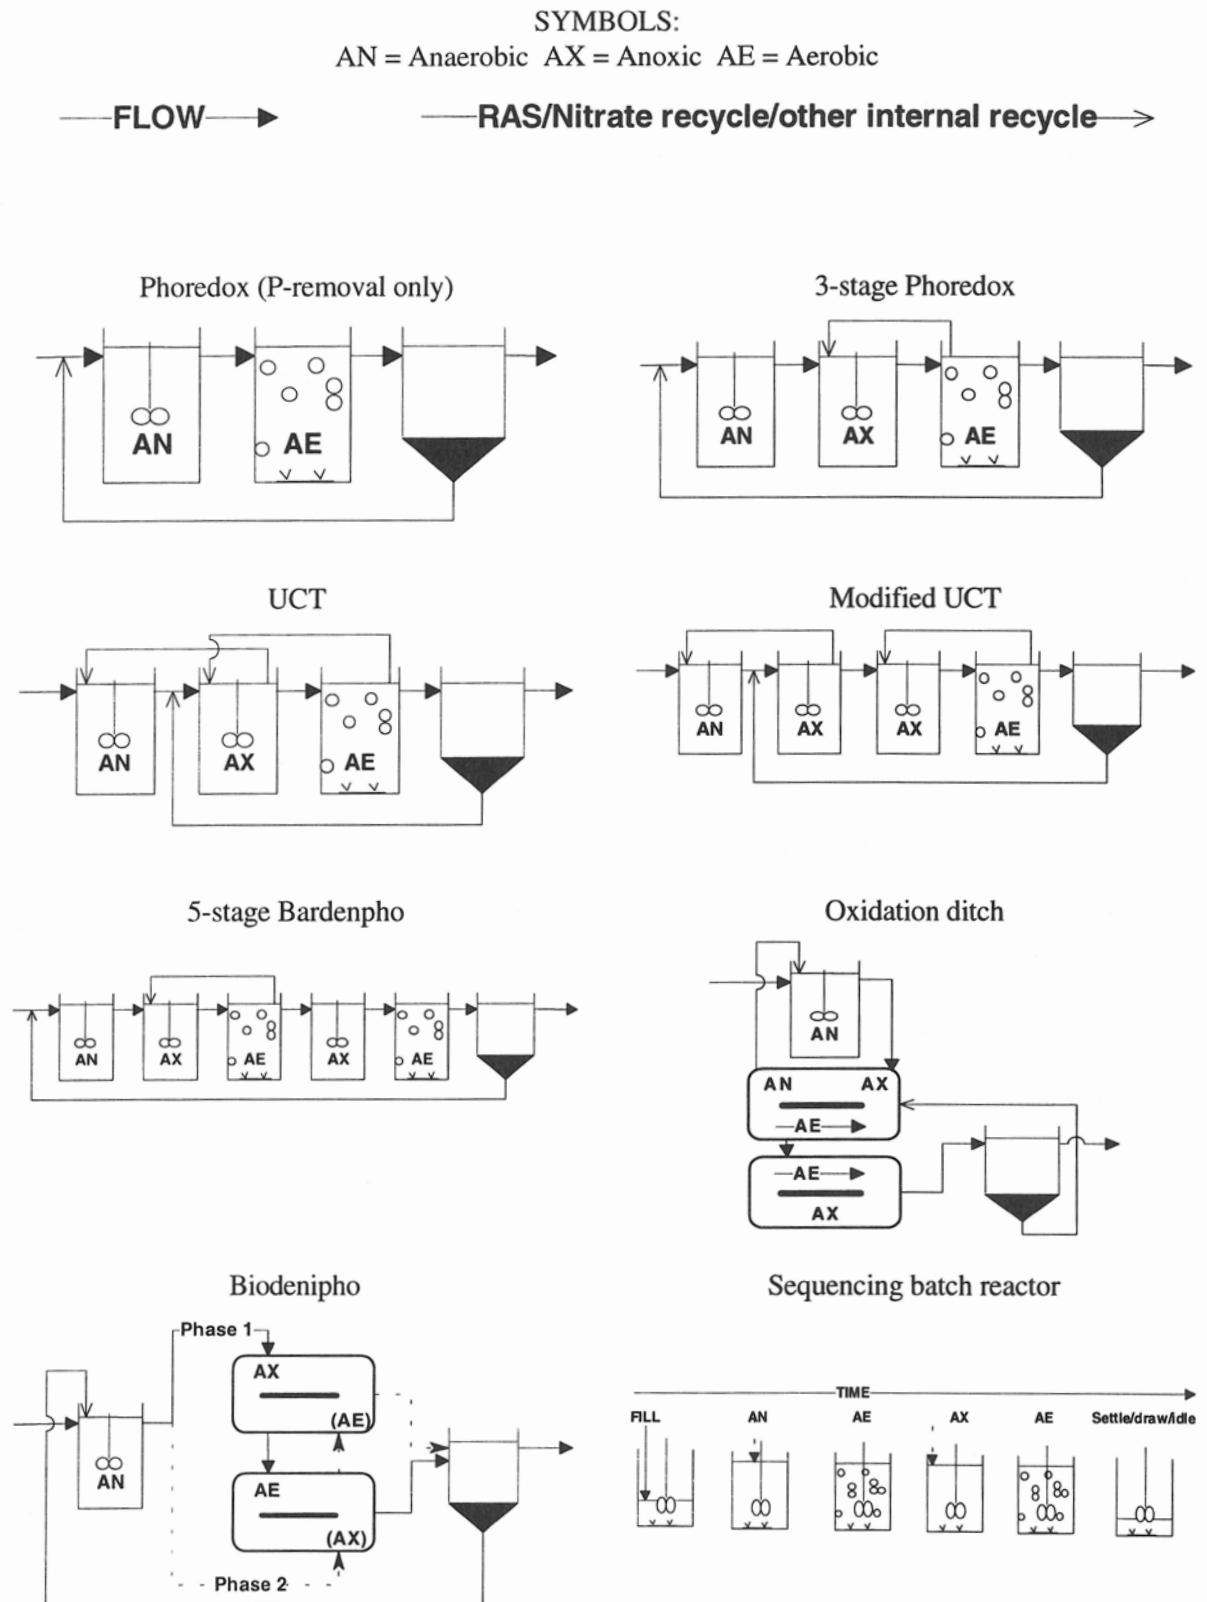 SYMBOLS:
AN = Anaerobic AX = Anoxic AE = Aerobic
FLOW
RAS/Nitrate recycle/other internal recycle
Phoredox (P-removal only)
AN
AE
3-stage Phoredox
AN
AX
AE
UCT
AN
AX
AE
Modified UCT
AN
AX
AX
AE
5-stage Bardenpho
AN
AX
AE
AX
AE
Oxidation ditch
AN
AN AX
AE
AE
AX
Biodenipho
Phase 1
AX
(AE)
AN
AE
(AX)
Phase 2
Sequencing batch reactor
TIME
FILL AN AE AX AE Settle/draw/idle